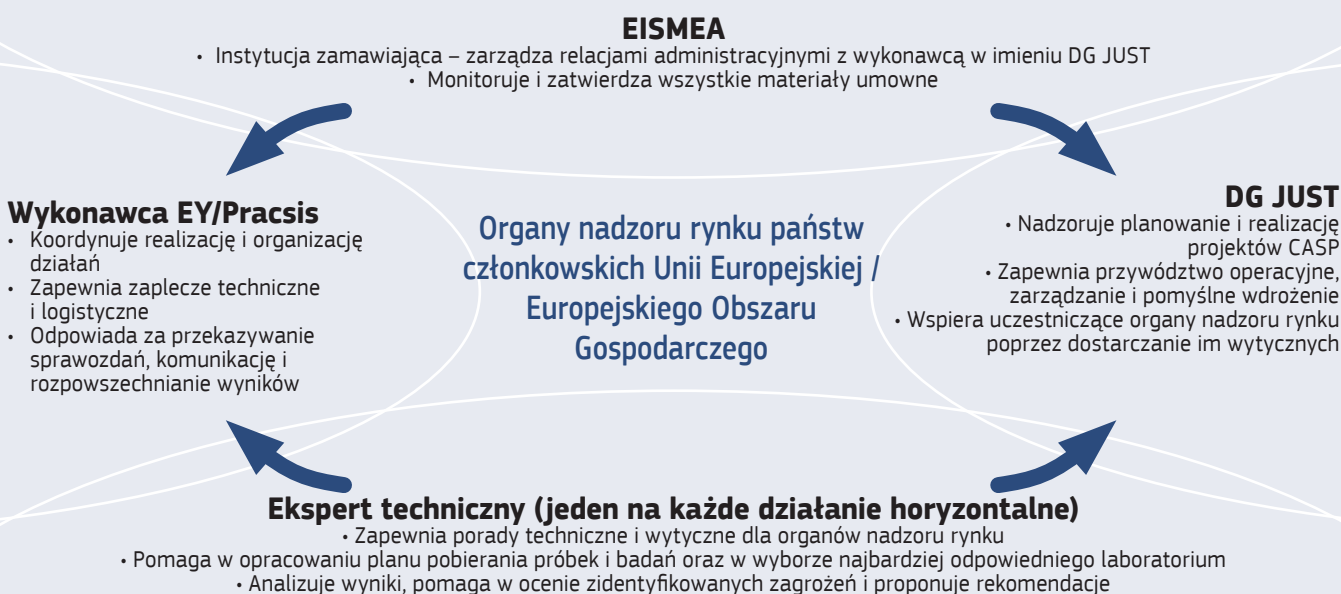 EISMEA
• Instytucja zamawiająca – zarządza relacjami administracyjnymi z wykonawcą w imieniu DG JUST
• Monitoruje i zatwierdza wszystkie materiały umowne
Wykonawca EY/Pracsis
• Koordynuje realizację i organizację
działań
• Zapewnia zaplecze techniczne
i logistyczne
• Odpowiada za przekazywanie
sprawozdań, komunikację i
rozpowszechnianie wyników
Organy nadzoru rynku państw
członkowskich Unii Europejskiej /
Europejskiego Obszaru
Gospodarczego
DG JUST
• Nadzoruje planowanie i realizację
projektów CASP
• Zapewnia przywództwo operacyjne,
zarządzanie i pomyślne wdrożenie
• Wspiera uczestniczące organy nadzoru rynku
poprzez dostarczanie im wytycznych
Ekspert techniczny (jeden na każde działanie horyzontalne)
• Zapewnia porady techniczne i wytyczne dla organów nadzoru rynku
• Pomaga w opracowaniu planu pobierania próbek i badań oraz w wyborze najbardziej odpowiedniego laboratorium
• Analizuje wyniki, pomaga w ocenie zidentyfikowanych zagrożeń i proponuje rekomendacje